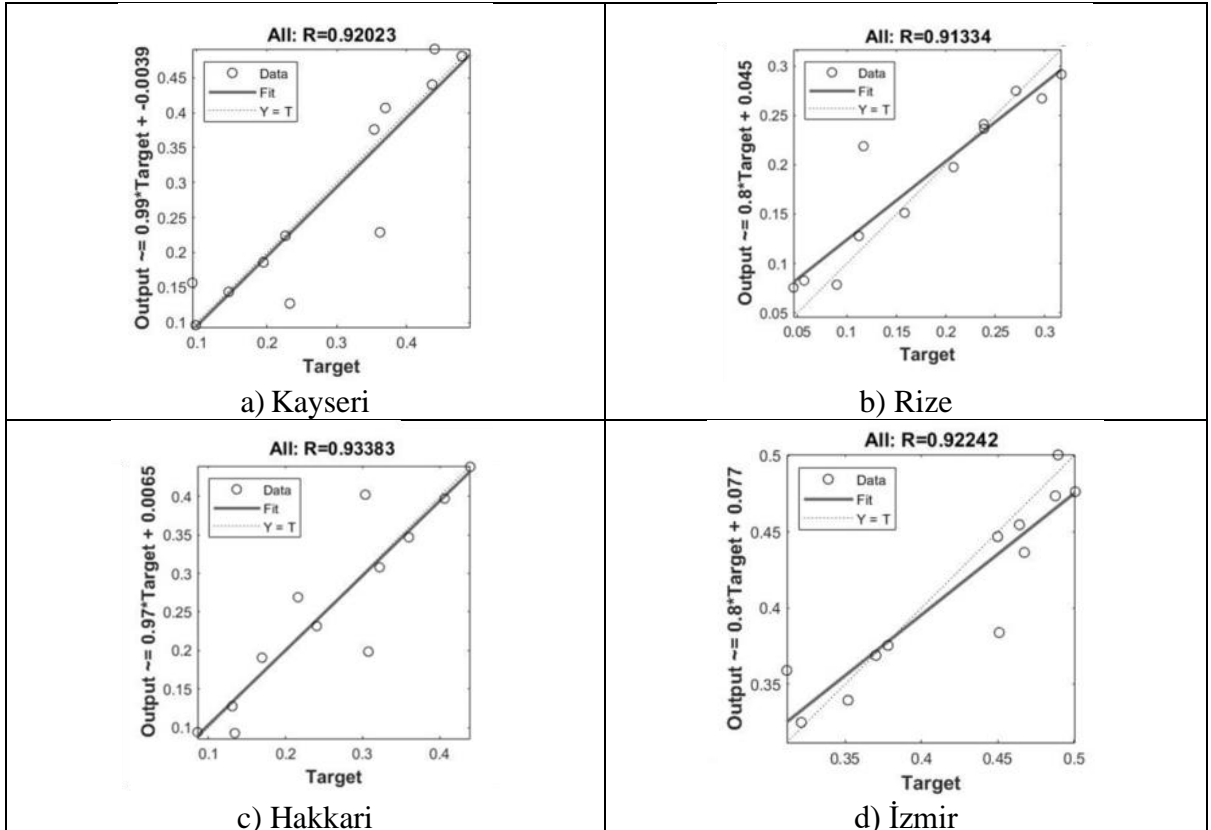 All: R=0.92023
Output ~= 0.99*Target + -0.0039
0.45
0.4
0.35
0.3
0.25
0.2
0.15
0.1
Data
Fit
Y = T
0.1 0.2 0.3 0.4
Target
a) Kayseri
All: R=0.91334
Output ~= 0.8*Target + 0.045
0.3
0.25
0.2
0.15
0.1
0.05
Data
Fit
Y = T
0.05 0.1 0.15 0.2 0.25 0.3
Target
b) Rize
All: R=0.93383
Output ~= 0.97*Target + 0.0065
0.4
0.35
0.3
0.25
0.2
0.15
0.1
Data
Fit
Y = T
0.1 0.2 0.3 0.4
Target
c) Hakkari
All: R=0.92242
Output ~= 0.8*Target + 0.077
0.5
0.45
0.4
0.35
Data
Fit
Y = T
0.35 0.4 0.45 0.5
Target
d) İzmir